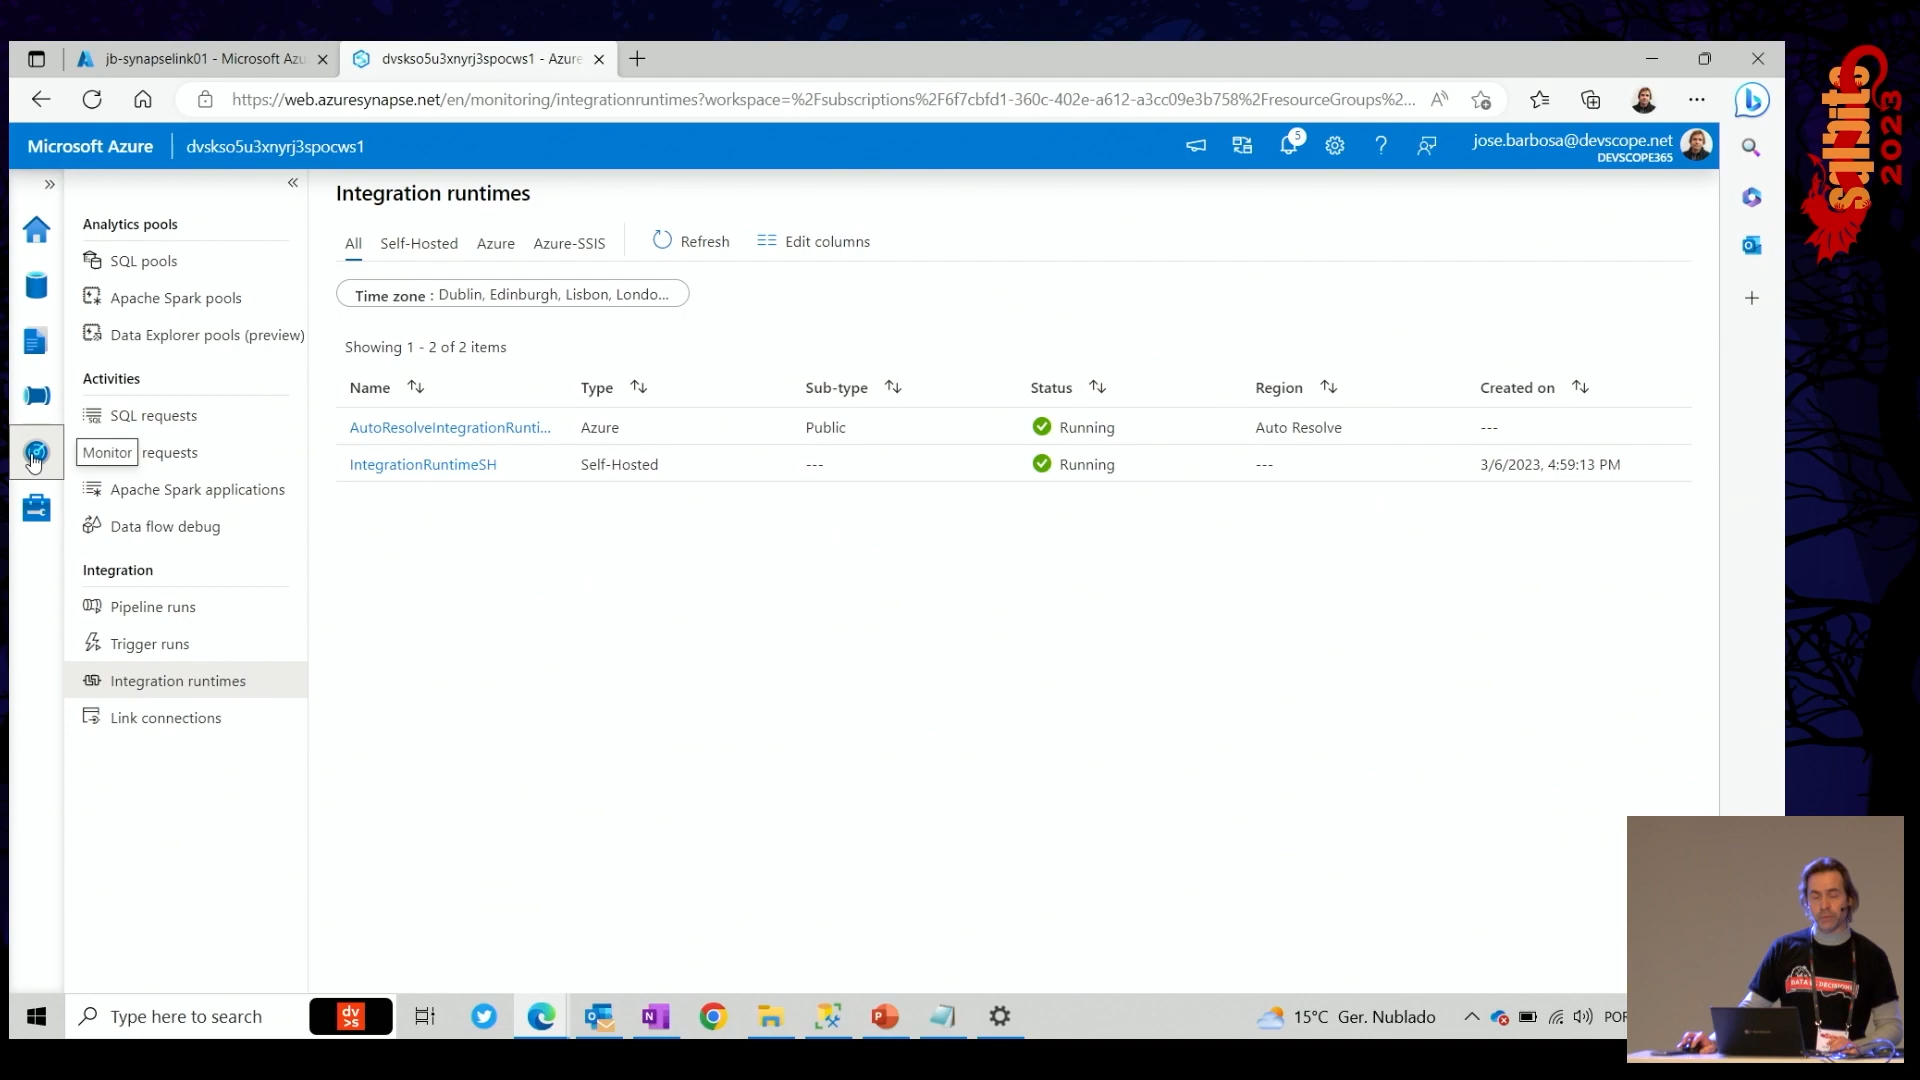 jb-synapselink01 - Microsoft Azu
dvskso5u3xnyrj3spocws1 - Azure
https://web.azuresynapse.net/en/monitoring/integrationruntimes?workspace=%2Fsubscriptions%2F6f7cbfd1-360c-402e-a612-a3cc09e3b758%2FresourceGroups%2...
Microsoft Azure
dvskso5u3xnyrj3spocws1
5
jose.barbosa@devscope.net
DEVSCOPE365
sqlbits
2023
Analytics pools
SQL pools
Apache Spark pools
Data Explorer pools (preview)
Activities
SQL requests
Monitor
requests
Apache Spark applications
Data flow debug
Integration
Pipeline runs
Trigger runs
Integration runtimes
Link connections
Integration runtimes
All Self-Hosted Azure Azure-SSIS Refresh Edit columns
Time zone : Dublin, Edinburgh, Lisbon, Londo...
Showing 1 - 2 of 2 items
Name Type Sub-type Status Region Created on
AutoResolveIntegrationRunti... Azure Public Running Auto Resolve ---
IntegrationRuntimeSH Self-Hosted --- Running --- 3/6/2023, 4:59:13 PM
Type here to search
dv
>s
15°C Ger. Nublado
POR